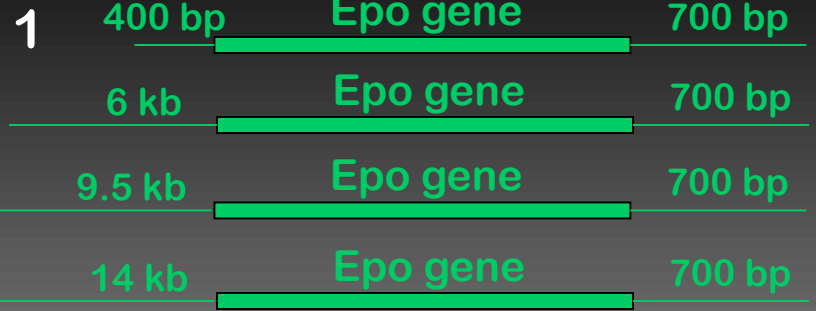 1 400 bp Epo gene 700 bp
6 kb Epo gene 700 bp
9.5 kb Epo gene 700 bp
14 kb Epo gene 700 bp